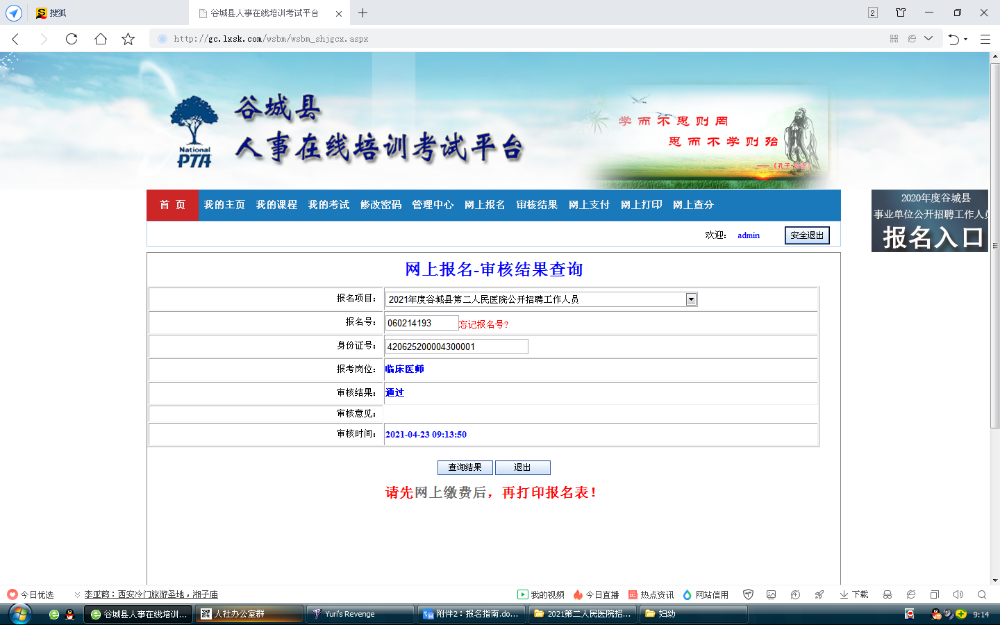 搜狐
谷城县人事在线培训考试平台
2
http://gc.lxsk.com/wsbm/wsbm_shjgcx.aspx
谷城县
人事在线培训考试平台
National
PTA
学而不思则罔
思而不学则殆
2020年度谷城县
事业单位公开招聘工作人员
报名入口
首 页 我的主页 我的课程 我的考试 修改密码 管理中心 网上报名 审核结果 网上支付 网上打印 网上查分
欢迎： admin 安全退出
网上报名-审核结果查询
报名项目： 2021年度谷城县第二人民医院公开招聘工作人员
报名号： 060214193 忘记报名号?
身份证号： 420625200004300001
报考岗位： 临床医师
审核结果： 通过
审核意见：
审核时间： 2021-04-23 09:13:50
查询结果 退出
请先网上缴费后，再打印报名表！
今日优选 李亚鹤：西安冷门旅游圣地，湘子庙 我的视频 今日直播 热点资讯 网站信用 下载
谷城县人事在线培训... 人社办公室群 Yuri's Revenge 附件2：报名指南.do... 2021第二人民医院招... 妇幼 9:14